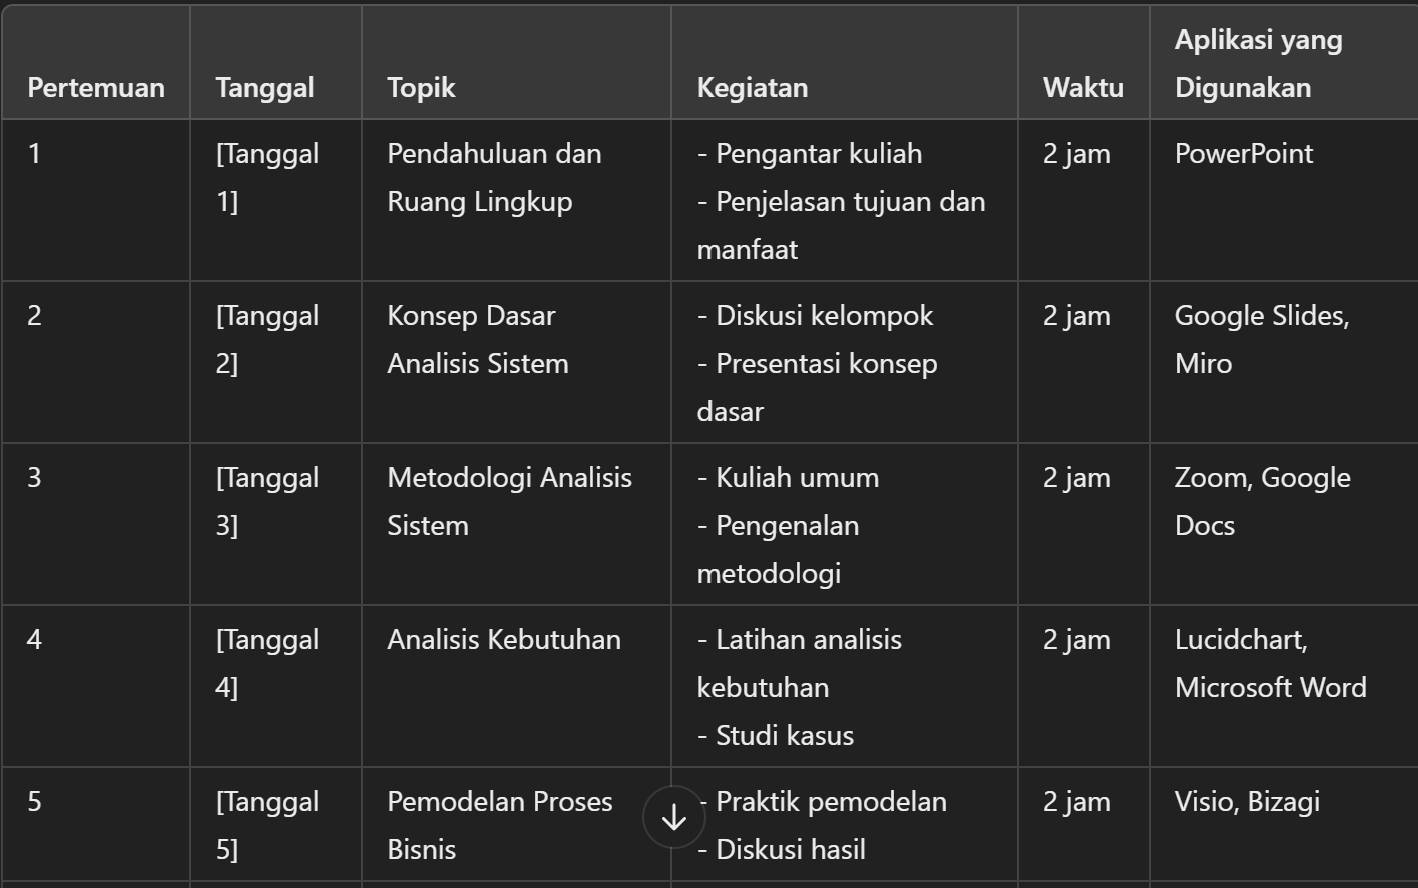 Pertemuan Tanggal Topik Kegiatan Waktu Aplikasi yang
Digunakan
1 [Tanggal Pendahuluan dan - Pengantar kuliah 2 jam PowerPoint
1] Ruang Lingkup - Penjelasan tujuan dan
manfaat
2 [Tanggal Konsep Dasar - Diskusi kelompok 2 jam Google Slides,
2] Analisis Sistem - Presentasi konsep Miro
dasar
3 [Tanggal Metodologi Analisis - Kuliah umum 2 jam Zoom, Google
3] Sistem - Pengenalan Docs
metodologi
4 [Tanggal Analisis Kebutuhan - Latihan analisis 2 jam Lucidchart,
4] kebutuhan Microsoft Word
- Studi kasus
5 [Tanggal Pemodelan Proses - Praktik pemodelan 2 jam Visio, Bizagi
5] Bisnis - Diskusi hasil